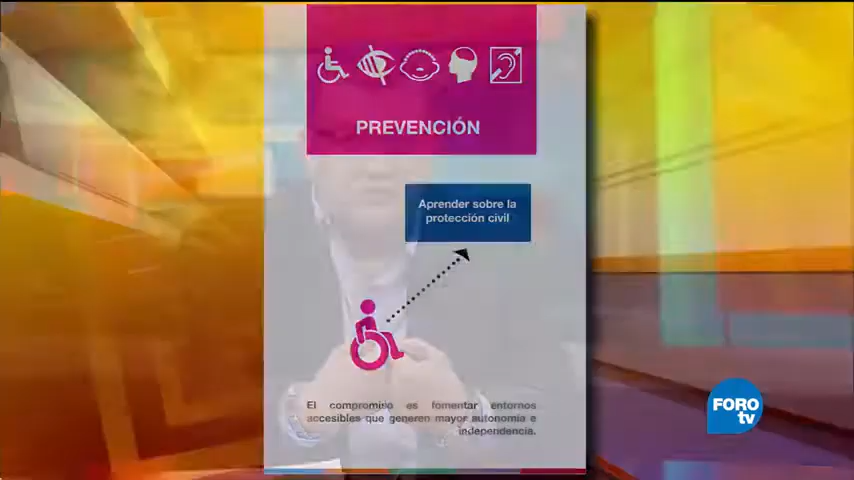 PREVENCIÓN
Aprender sobre la
protección civil
El compromiso es fomentar entornos
accesibles que generen mayor autonomía e
independencia.
FORO
tv